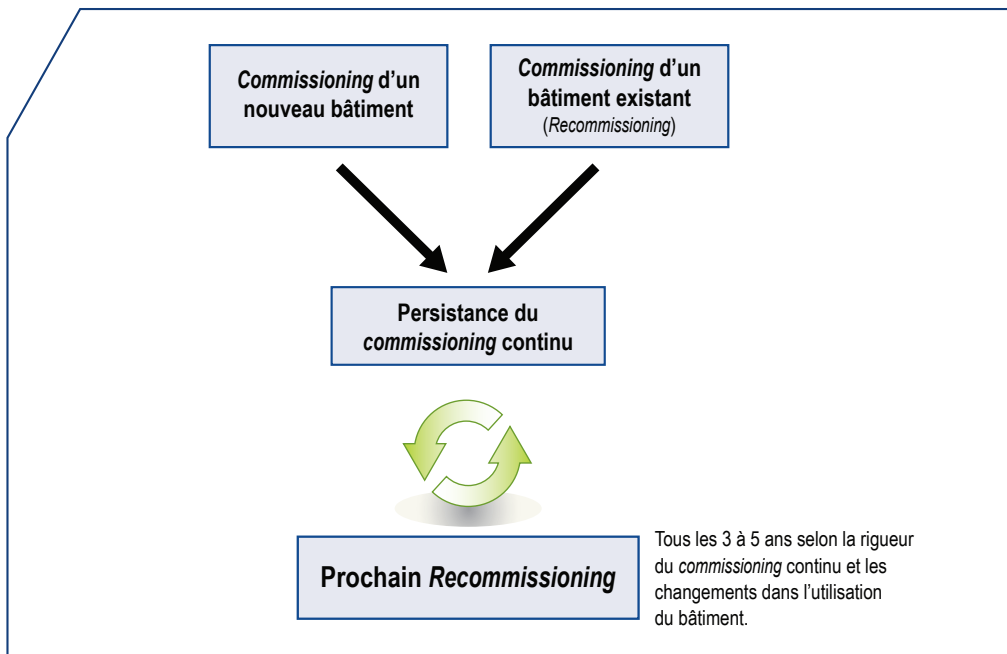 Commissioning d'un
nouveau bâtiment
Commissioning d'un
bâtiment existant
(Recommissioning)
Persistance du
commissioning continu
Prochain Recommissioning
Tous les 3 à 5 ans selon la rigueur
du commissioning continu et les
changements dans l'utilisation
du bâtiment.